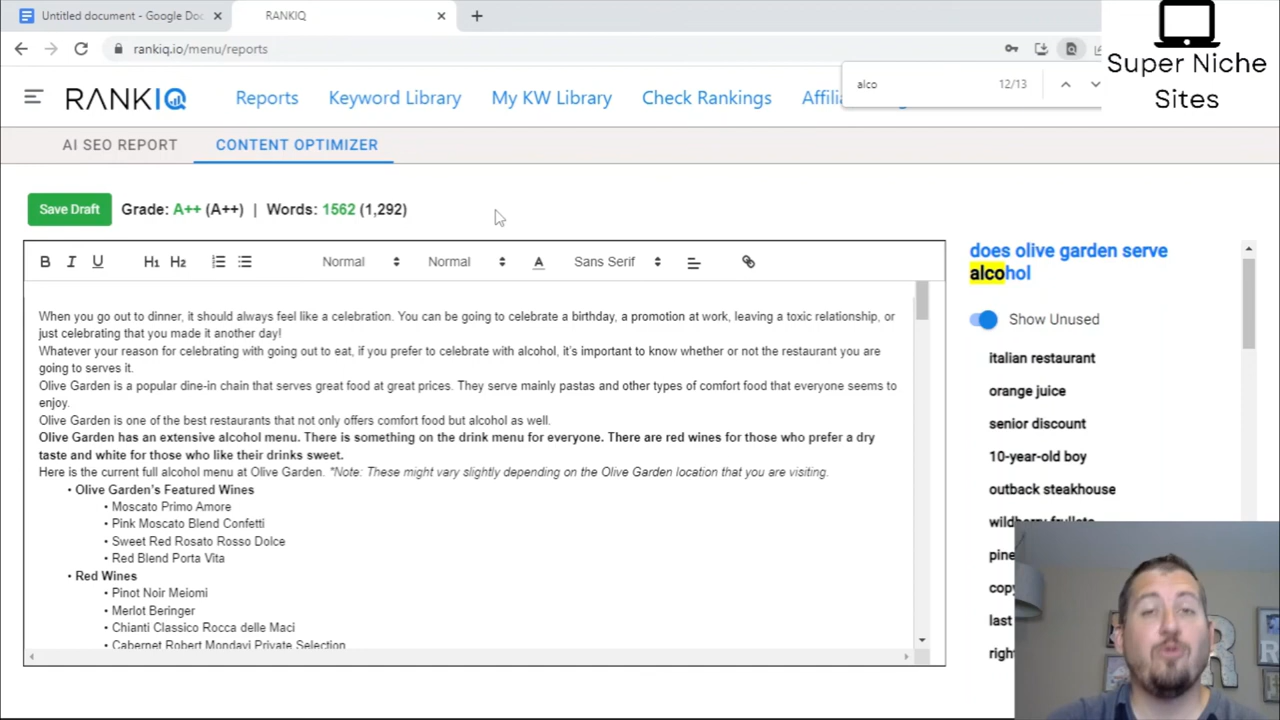 Untitled document - Google Doc
RANKIQ
rankiq.io/menu/reports
Super Niche
Sites
alco
12/13
RANKIQ
Reports
Keyword Library
My KW Library
Check Rankings
AI SEO REPORT
CONTENT OPTIMIZER
Save Draft
Grade: A++ (A++) | Words: 1562 (1,292)
B I U H1 H2 Normal Normal A Sans Serif
When you go out to dinner, it should always feel like a celebration. You can be going to celebrate a birthday, a promotion at work, leaving a toxic relationship, or
just celebrating that you made it another day!
Whatever your reason for celebrating with going out to eat, if you prefer to celebrate with alcohol, it's important to know whether or not the restaurant you are
going to serves it.
Olive Garden is a popular dine-in chain that serves great food at great prices. They serve mainly pastas and other types of comfort food that everyone seems to
enjoy.
Olive Garden is one of the best restaurants that not only offers comfort food but alcohol as well.
Olive Garden has an extensive alcohol menu. There is something on the drink menu for everyone. There are red wines for those who prefer a dry
taste and white for those who like their drinks sweet.
Here is the current full alcohol menu at Olive Garden. *Note: These might vary slightly depending on the Olive Garden location that you are visiting.
• Olive Garden's Featured Wines
• Moscato Primo Amore
• Pink Moscato Blend Confetti
• Sweet Red Rosato Rosso Dolce
• Red Blend Porta Vita
• Red Wines
• Pinot Noir Meiomi
• Merlot Beringer
• Chianti Classico Rocca delle Maci
• Cabernet Robert Mondavi Private Selection
does olive garden serve
alcohol
Show Unused
italian restaurant
orange juice
senior discount
10-year-old boy
outback steakhouse
last
R